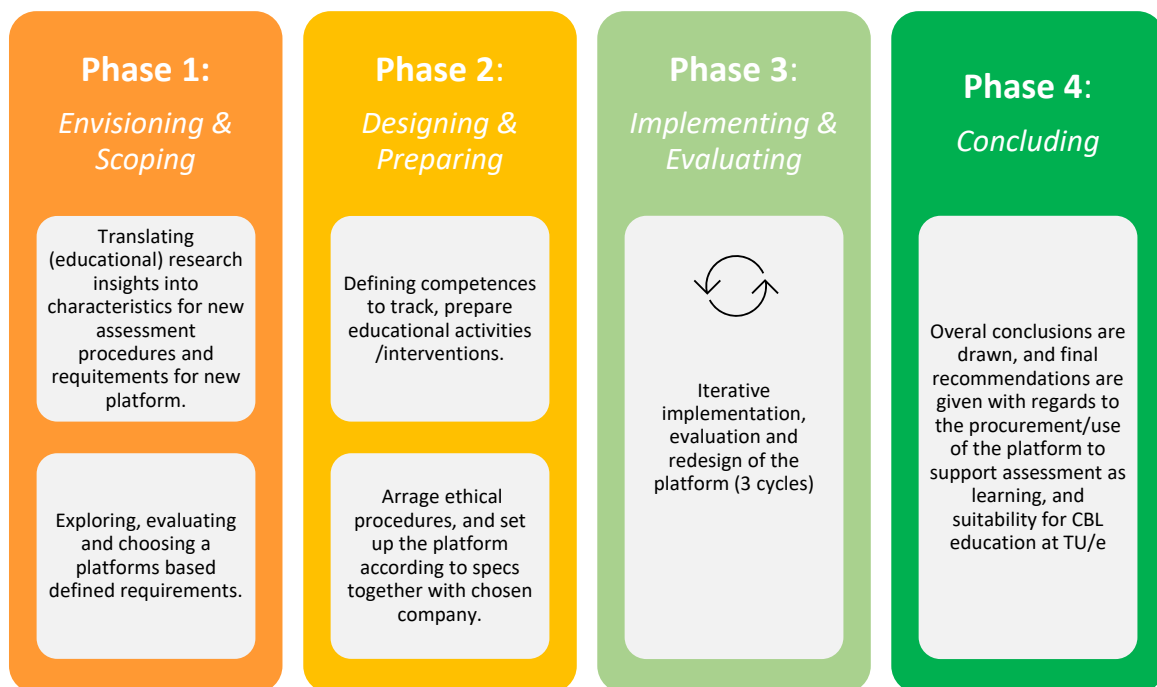 Phase 1:
Envisioning &
Scoping
Translating
(educational) research
insights into
characteristics for new
assessment
procedures and
requitements for new
platform.
Exploring, evaluating
and choosing a
platforms based
defined requirements.
Phase 2:
Designing &
Preparing
Defining competences
to track, prepare
educational activities
/interventions.
Arrage ethical
procedures, and set
up the platform
according to specs
together with chosen
company.
Phase 3:
Implementing &
Evaluating
Iterative
implementation,
evaluation and
redesign of the
platform (3 cycles)
Phase 4:
Concluding
Overal conclusions are
drawn, and final
recommendations are
given with regards to
the procurement/use
of the platform to
support assessment as
learning, and
suitability for CBL
education at TU/e